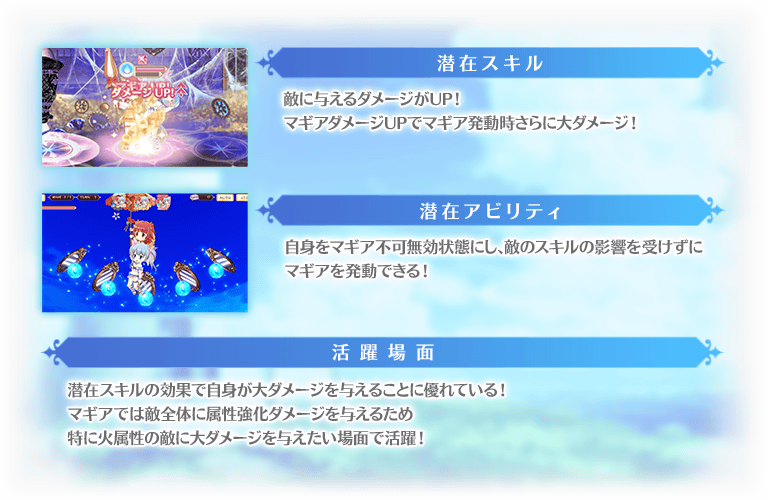 マギアUP!
ダメージUP!
潜在スキル
敵に与えるダメージがUP!
マギアダメージUPでマギア発動時さらに大ダメージ!
AUTO
潜在アビリティ
自身をマギア不可無効状態にし、敵のスキルの影響を受けずに
マギアを発動できる!
活躍場面
潜在スキルの効果で自身が大ダメージを与えることに優れている!
マギアでは敵全体に属性強化ダメージを与えるため
特に火属性の敵に大ダメージを与えたい場面で活躍!